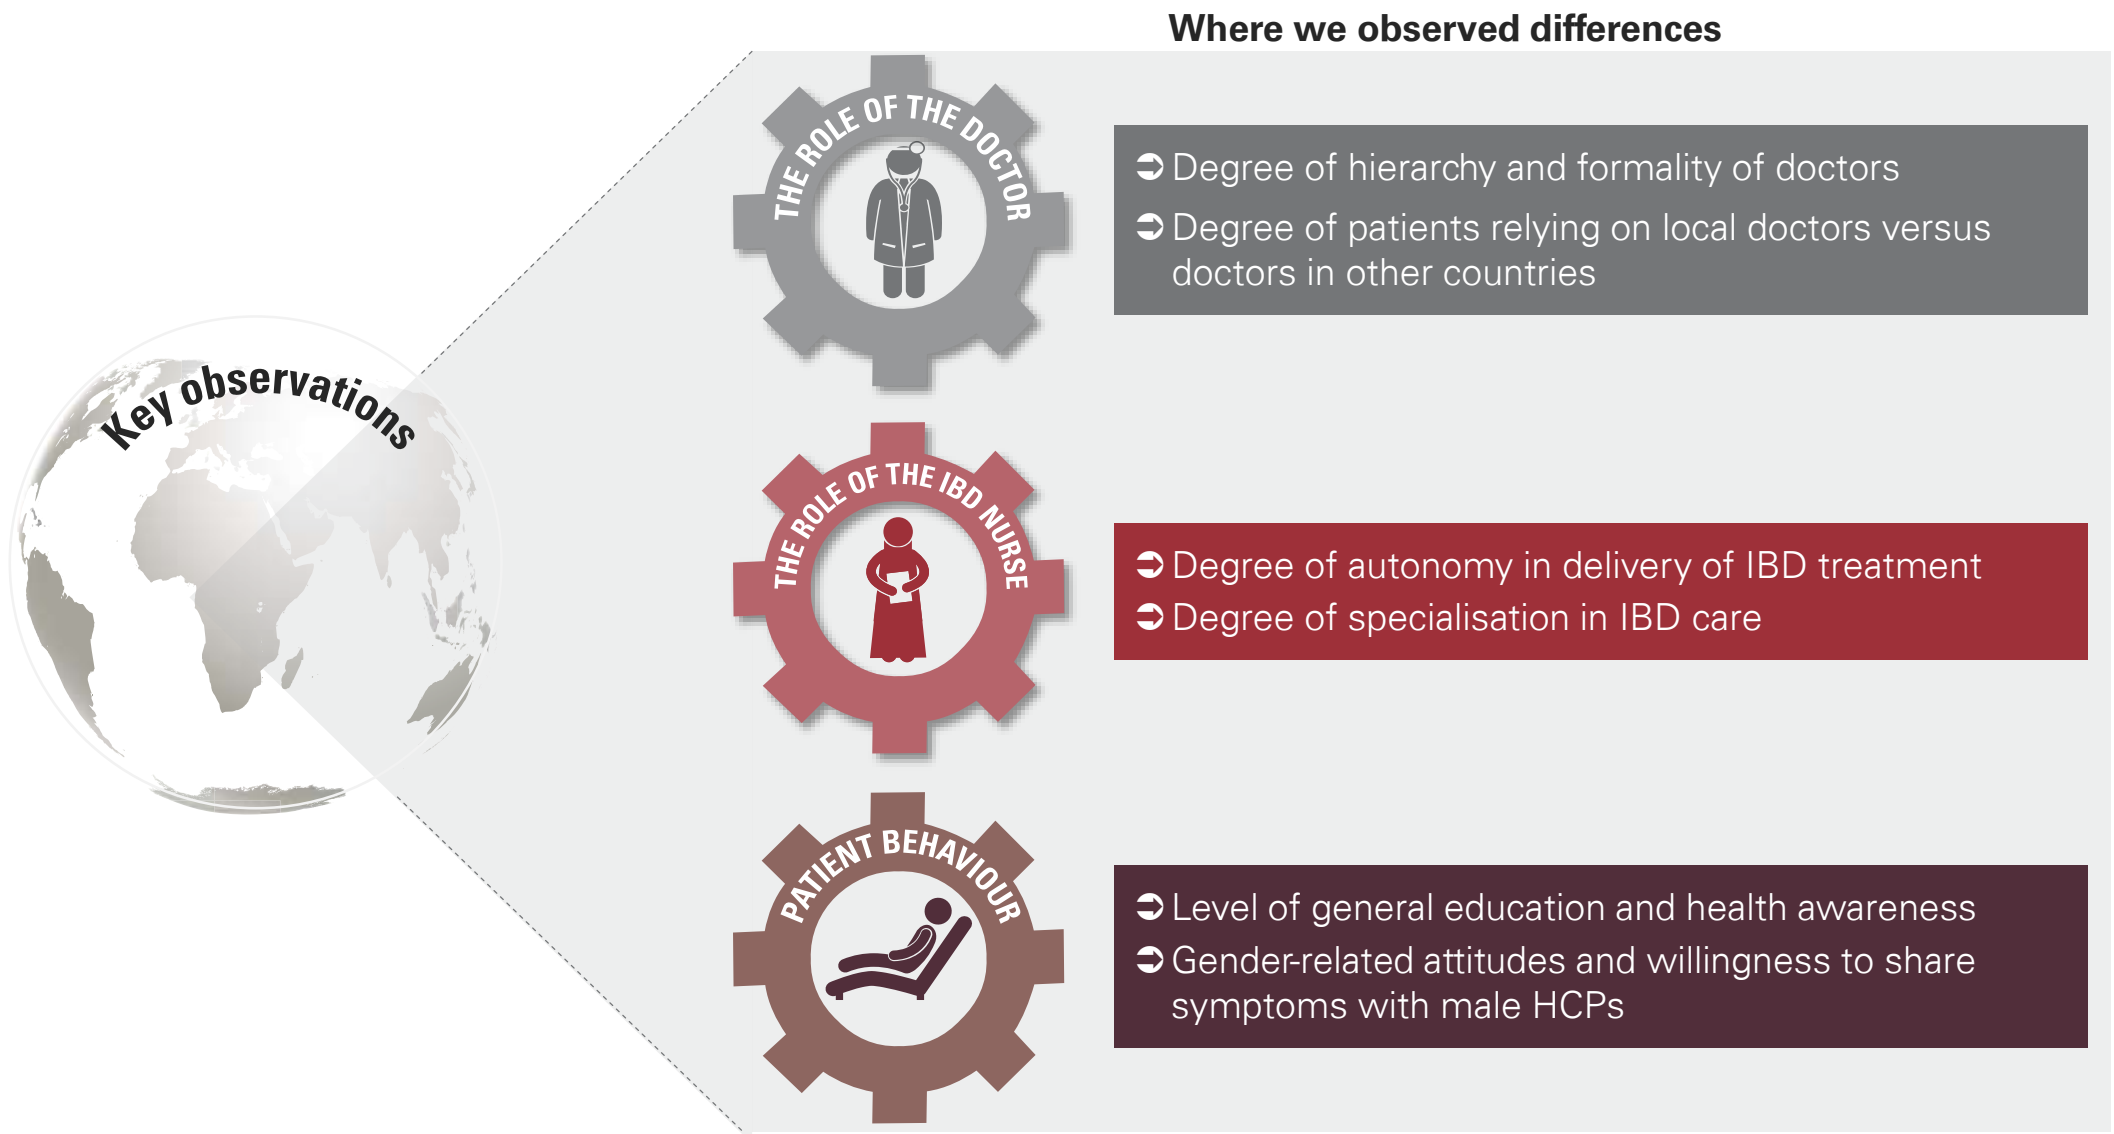 Where we observed differences
Key observations
THE ROLE OF THE DOCTOR
➲ Degree of hierarchy and formality of doctors
➲ Degree of patients relying on local doctors versus
doctors in other countries
THE ROLE OF THE IBD NURSE
➲ Degree of autonomy in delivery of IBD treatment
➲ Degree of specialisation in IBD care
PATIENT BEHAVIOUR
➲ Level of general education and health awareness
➲ Gender-related attitudes and willingness to share
symptoms with male HCPs